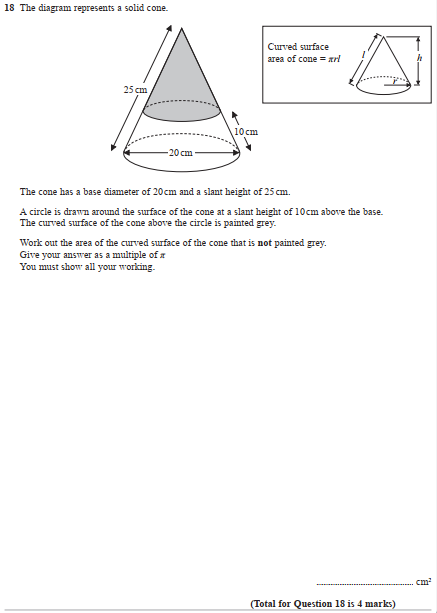 18 The diagram represents a solid cone.
Curved surface
area of cone = πrl
l
h
r
25 cm
10 cm
20 cm
The cone has a base diameter of 20 cm and a slant height of 25 cm.
A circle is drawn around the surface of the cone at a slant height of 10 cm above the base.
The curved surface of the cone above the circle is painted grey.
Work out the area of the curved surface of the cone that is not painted grey.
Give your answer as a multiple of π
You must show all your working.
........................................ cm²
(Total for Question 18 is 4 marks)